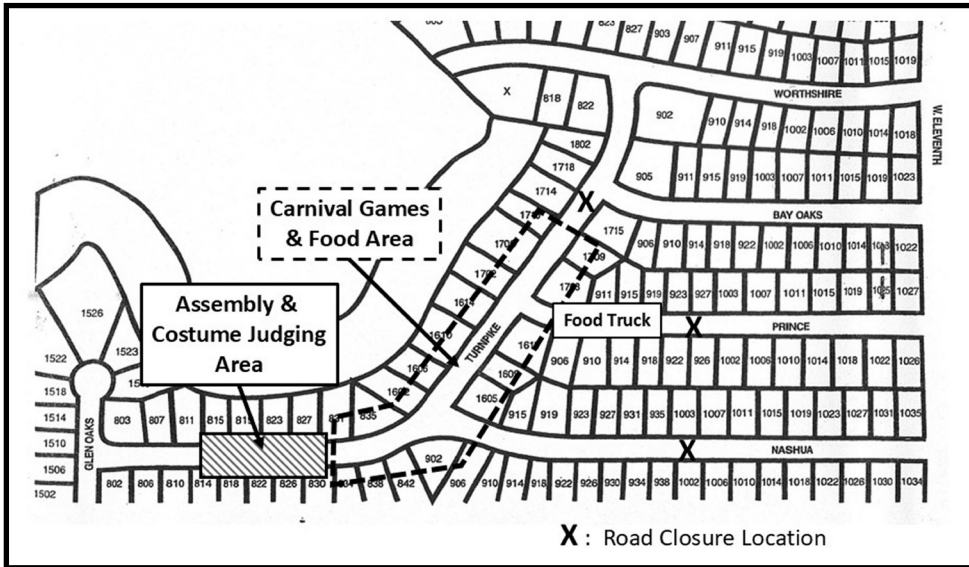 823 827 903 907 911 915 919 1003 1007 1011 1015 1019
WORTHSHIRE
W. ELEVENTH
X 818 822 902 910 914 918 1002 1006 1010 1014 1018
1802
1718 905 911 915 919 1003 1007 1011 1015 1019 1023
1714 X BAY OAKS
Carnival Games
& Food Area
1715 906 910 914 918 922 1002 1006 1010 1014 1022
1709
1702 911 915 919 923 927 1003 1007 1011 1015 1019 1027
1614
Assembly &
Costume Judging
Area
1526
Food Truck X PRINCE
1610 TURNPIKE
1522 1523 1606 1609 906 910 914 918 922 926 1002 1006 1010 1014 1018 1022 1026
1518 1602 1605
1514 803 807 811 815 819 823 827 831 835 915 919 923 927 931 935 1003 1007 1011 1015 1019 1023 1027 1031 1035
1510 GLEN OAKS X NASHUA
1506 902
1502 802 806 810 814 818 822 826 830 834 838 842 906 910 914 918 922 926 930 934 938 1002 1006 1010 1014 1018 1022 1026 1030 1034
X : Road Closure Location